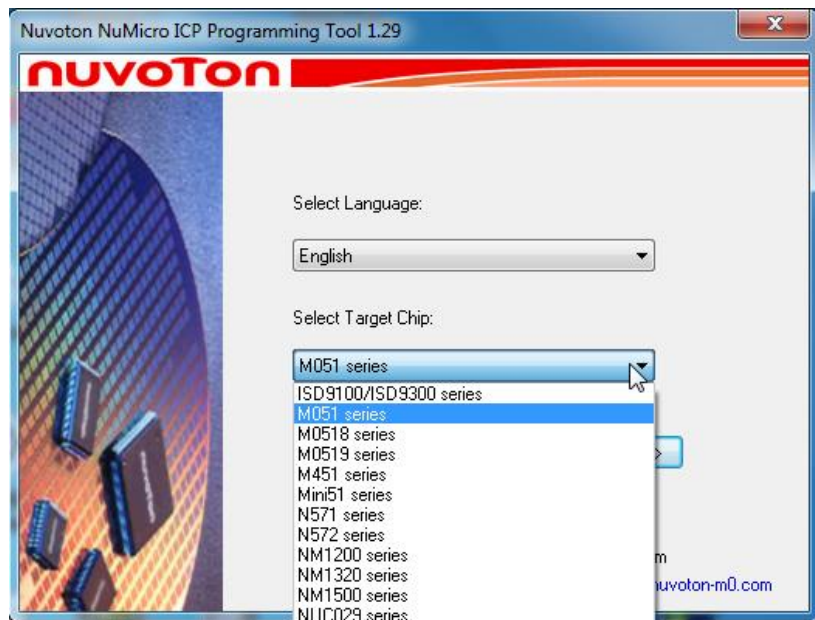 Nuvoton NuMicro ICP Programming Tool 1.29
nuvoTon
Select Language:
English
Select Target Chip:
M051 series
ISD9100/ISD9300 series
M051 series
M0518 series
M0519 series
M451 series
Mini51 series
N571 series
N572 series
NM1200 series
NM1320 series
NM1500 series
NUC029 series
nuvoton-m0.com
nuvoton